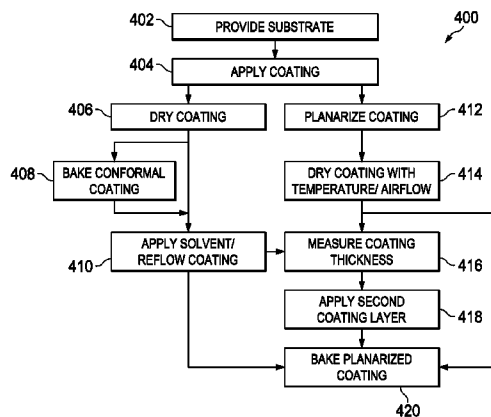 402
PROVIDE SUBSTRATE
400
404
APPLY COATING
406
DRY COATING
PLANARIZE COATING
412
408
BAKE CONFORMAL
COATING
DRY COATING WITH
TEMPERATURE/ AIRFLOW
414
410
APPLY SOLVENT/
REFLOW COATING
MEASURE COATING
THICKNESS
416
APPLY SECOND
COATING LAYER
418
BAKE PLANARIZED
COATING
420